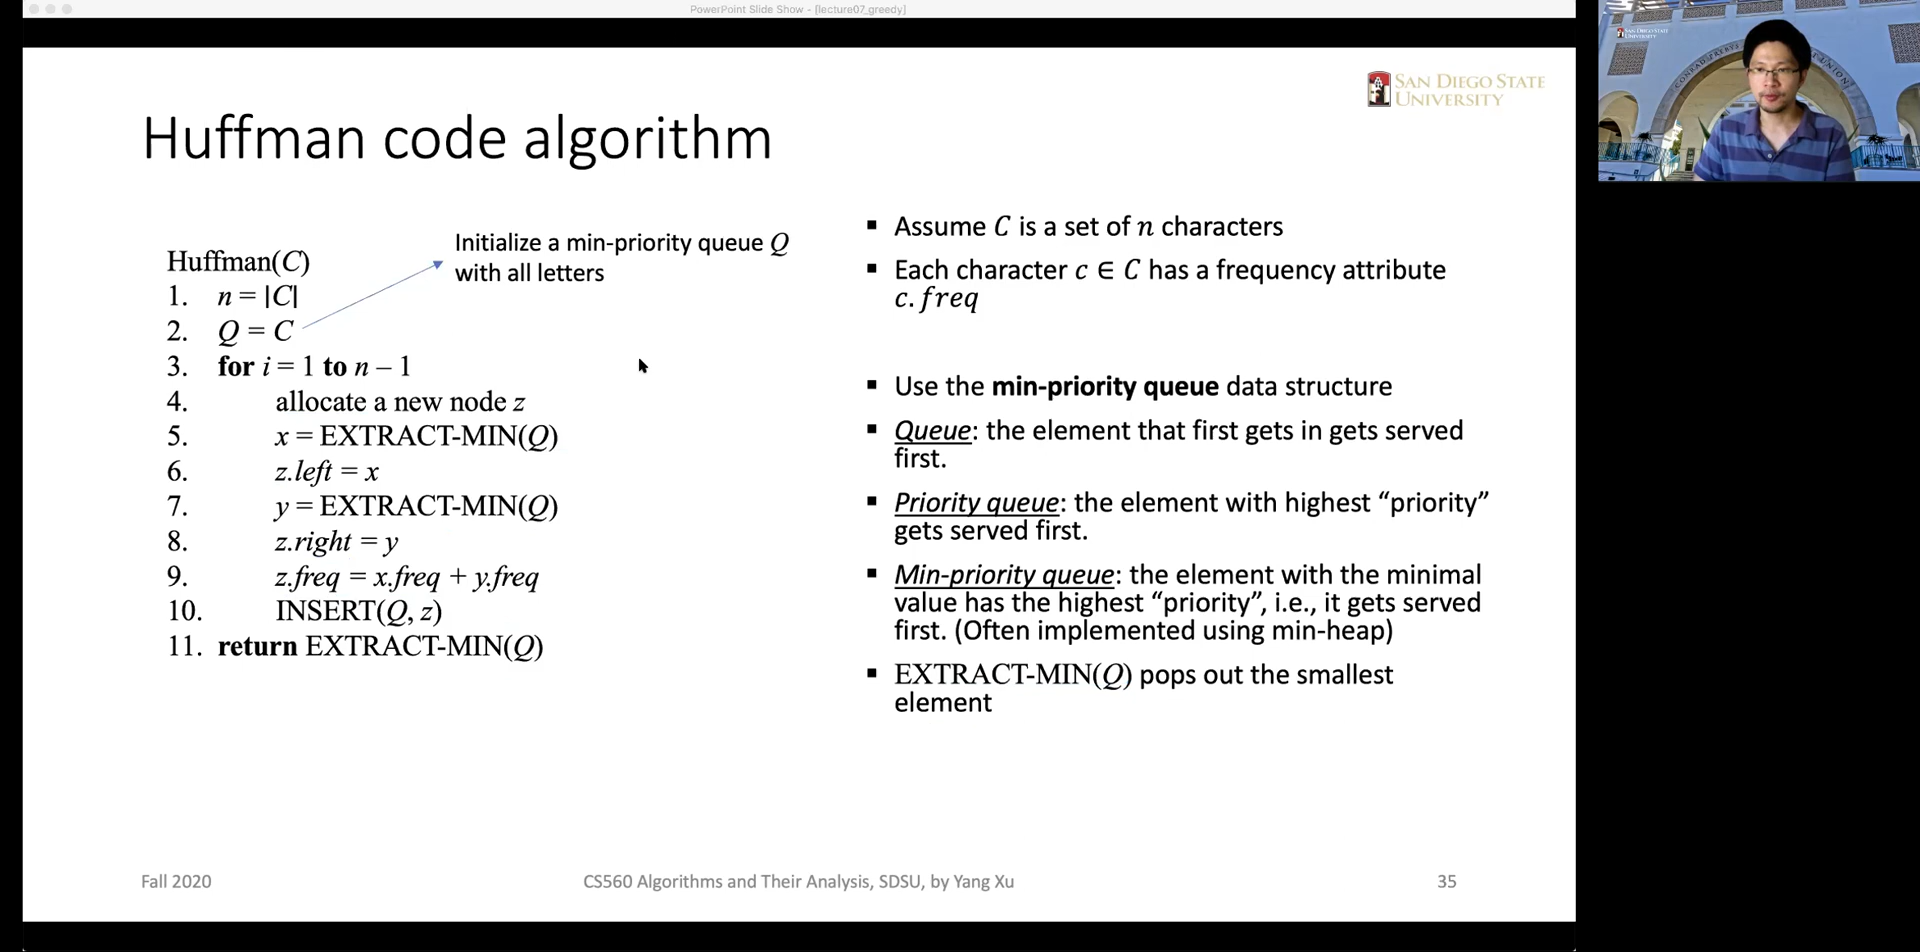 PowerPoint Slide Show - [lecture07_greedy]
SAN DIEGO STATE
UNIVERSITY
Huffman code algorithm
Initialize a min-priority queue Q
with all letters
Huffman(C)
1. n = |C|
2. Q = C
3. for i = 1 to n – 1
4. allocate a new node z
5. x = EXTRACT-MIN(Q)
6. z.left = x
7. y = EXTRACT-MIN(Q)
8. z.right = y
9. z.freq = x.freq + y.freq
10. INSERT(Q, z)
11. return EXTRACT-MIN(Q)
▪ Assume C is a set of n characters
▪ Each character c ∈ C has a frequency attribute
c.freq
▪ Use the min-priority queue data structure
▪ Queue: the element that first gets in gets served
first.
▪ Priority queue: the element with highest “priority”
gets served first.
▪ Min-priority queue: the element with the minimal
value has the highest “priority”, i.e., it gets served
first. (Often implemented using min-heap)
▪ EXTRACT-MIN(Q) pops out the smallest
element
Fall 2020
CS560 Algorithms and Their Analysis, SDSU, by Yang Xu
35
SAN DIEGO STATE
UNIVERSITY